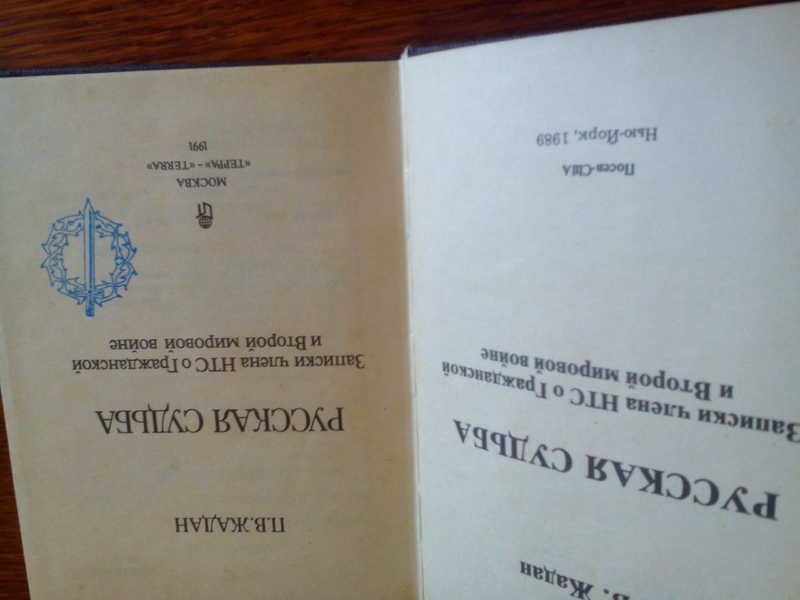 П.В.ЖАДАН
РУССКАЯ СУДЬБА
Записки члена НТС о Гражданской
и Второй мировой войне
МОСКВА
«ТЕРРА» – «TERRA»
1991
В. Жадан
РУССКАЯ СУДЬБА
Записки члена НТС о Гражданской
и Второй мировой войне
Посев-США
Нью-Йорк, 1989